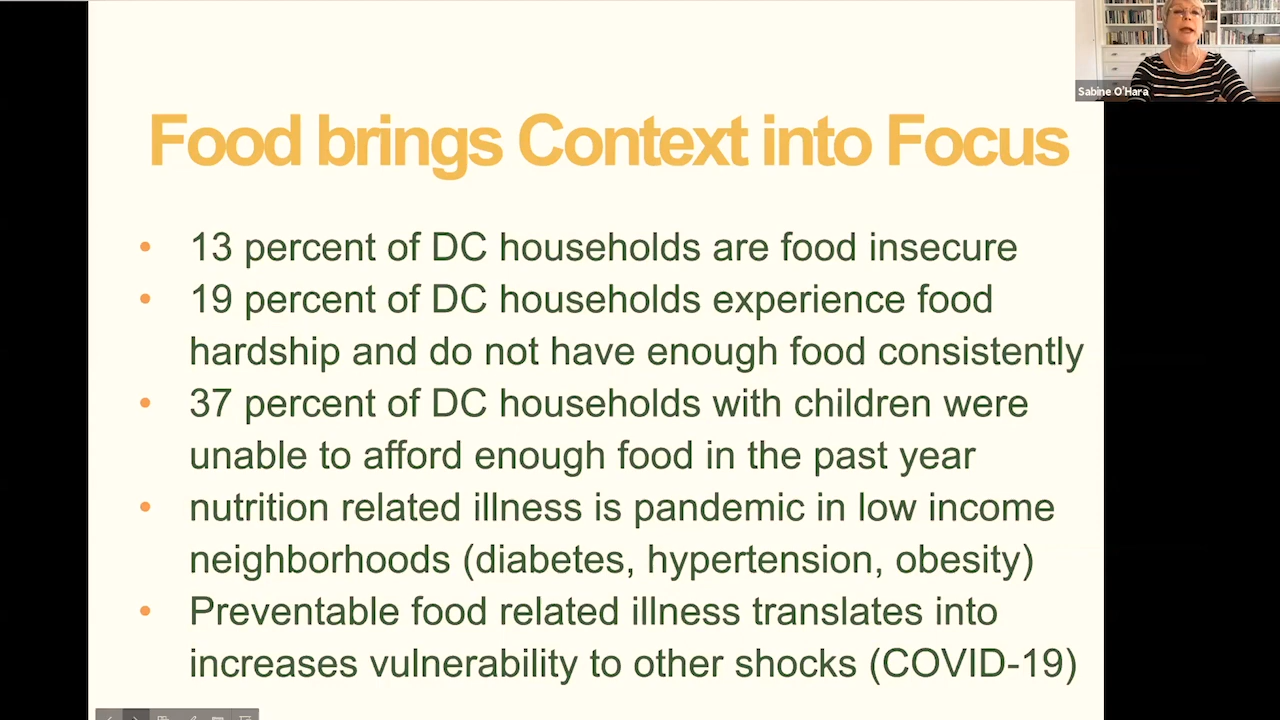 Sabine O'Hara
Food brings Context into Focus
• 13 percent of DC households are food insecure
• 19 percent of DC households experience food
hardship and do not have enough food consistently
• 37 percent of DC households with children were
unable to afford enough food in the past year
• nutrition related illness is pandemic in low income
neighborhoods (diabetes, hypertension, obesity)
• Preventable food related illness translates into
increases vulnerability to other shocks (COVID-19)